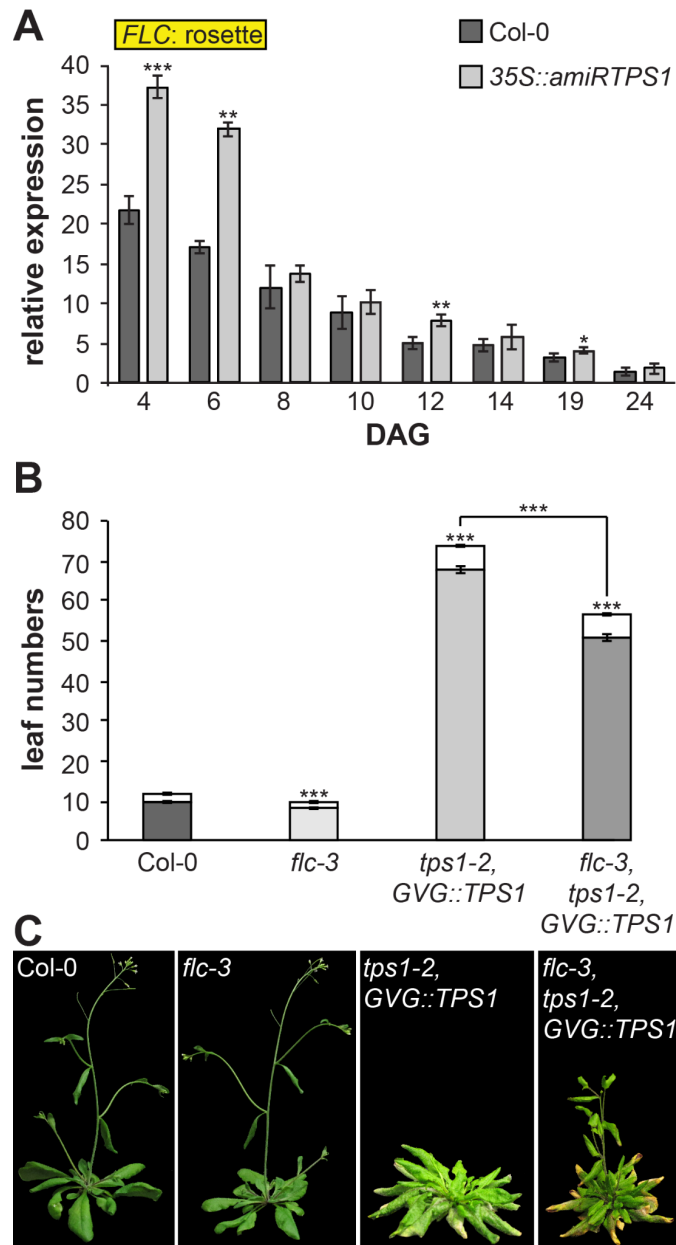 A
FLC: rosette
Col-0
35S::amiRTPS1
relative expression
40
35
30
25
20
15
10
5
0
***
**
**
*
4 6 8 10 12 14 19 24
DAG
B
leaf numbers
80
70
60
50
40
30
20
10
0
***
***
***
***
Col-0
flc-3
tps1-2,
GVG::TPS1
flc-3,
tps1-2,
GVG::TPS1
C
Col-0
flc-3
tps1-2,
GVG::TPS1
flc-3,
tps1-2,
GVG::TPS1